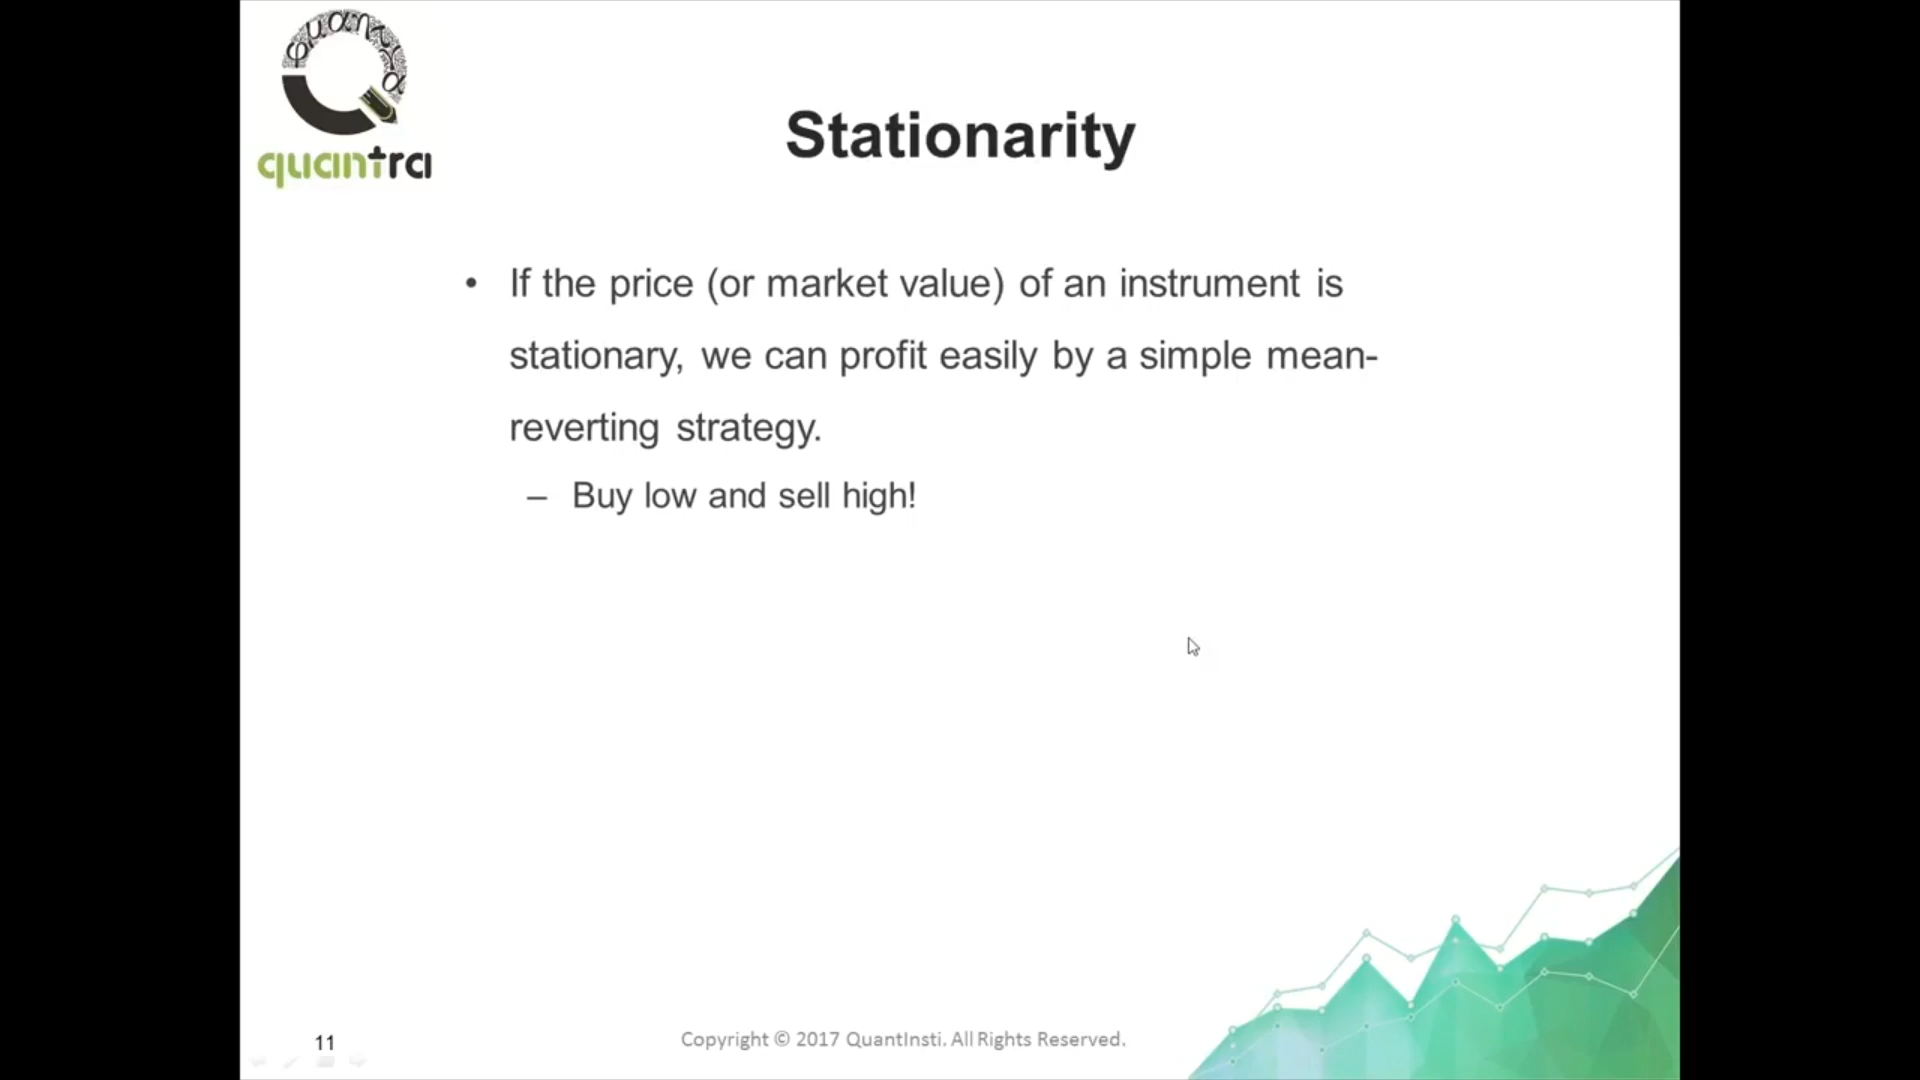 quantra
Stationarity
• If the price (or market value) of an instrument is
stationary, we can profit easily by a simple mean-
reverting strategy.
– Buy low and sell high!
11
Copyright © 2017 QuantInsti. All Rights Reserved.